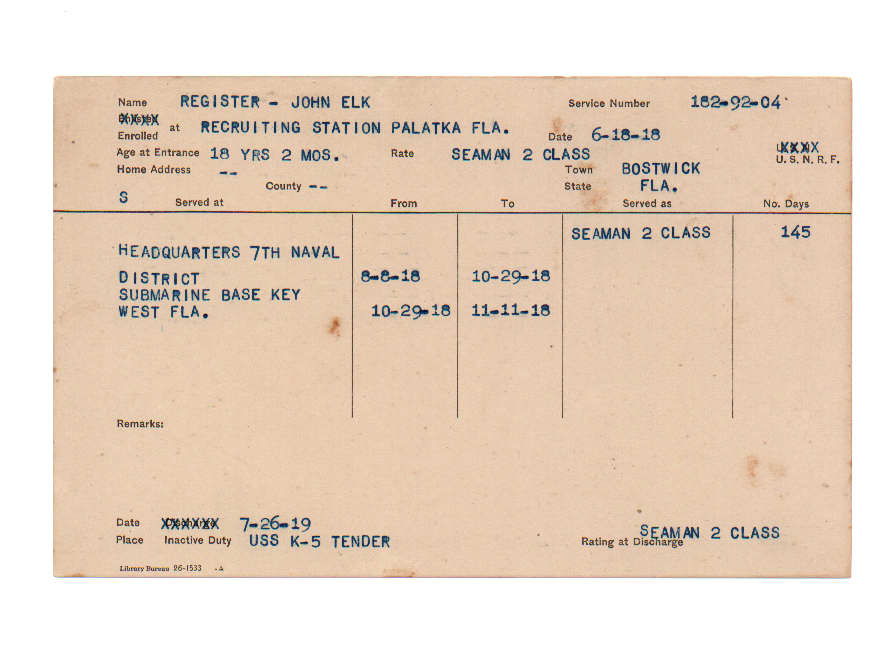 Name REGISTER - JOHN ELK Service Number 182-92-04
Enrolled at RECRUITING STATION PALATKA FLA. Date 6-18-18
Age at Entrance 18 YRS 2 MOS. Rate SEAMAN 2 CLASS U.S.N.R.F.
Home Address -- Town BOSTWICK
County -- State FLA.
S Served at From To Served as No. Days
SEAMAN 2 CLASS 145
HEADQUARTERS 7TH NAVAL
DISTRICT 8-8-18 10-29-18
SUBMARINE BASE KEY
WEST FLA. 10-29-18 11-11-18
Remarks:
Date 7-26-19
Place Inactive Duty USS K-5 TENDER Rating at Discharge SEAMAN 2 CLASS
Library Bureau 26-1533